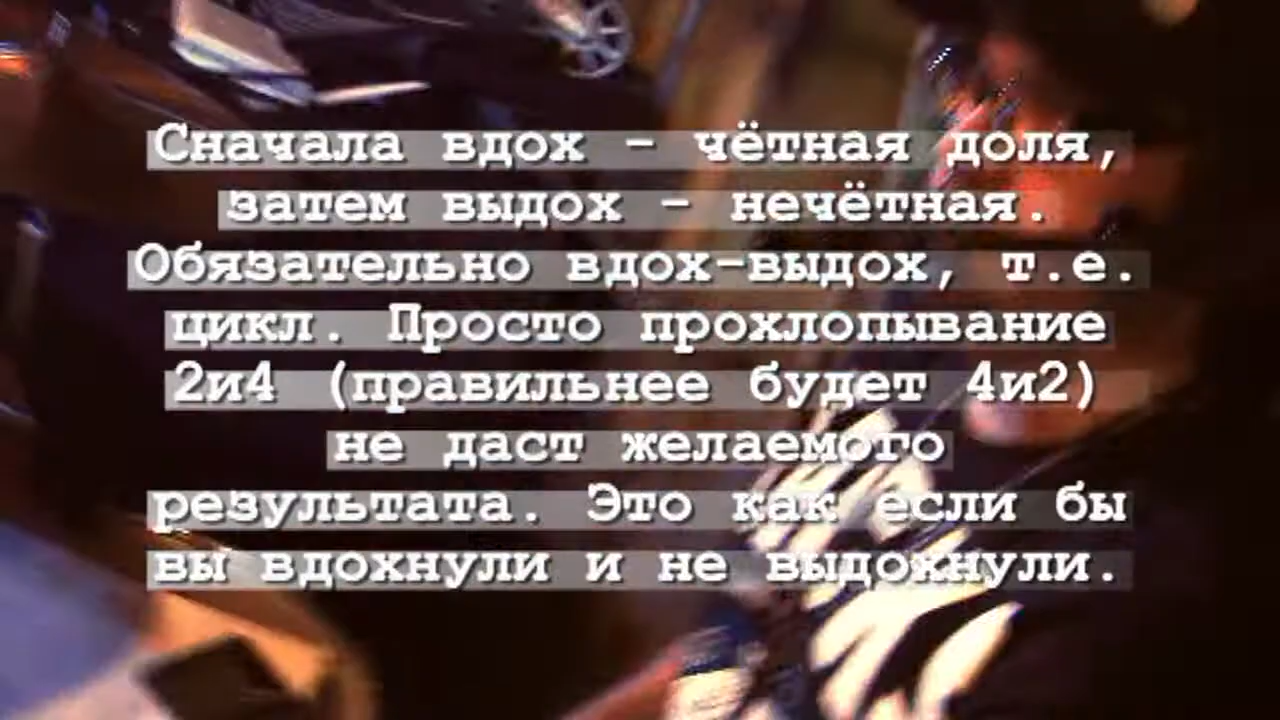 Сначала вдох - чётная доля,
затем выдох - нечётная.
Обязательно вдох-выдох, т.е.
цикл. Просто прохлопывание
2и4 (правильнее будет 4и2)
не даст желаемого
результата. Это как если бы
вы вдохнули и не выдохнули.